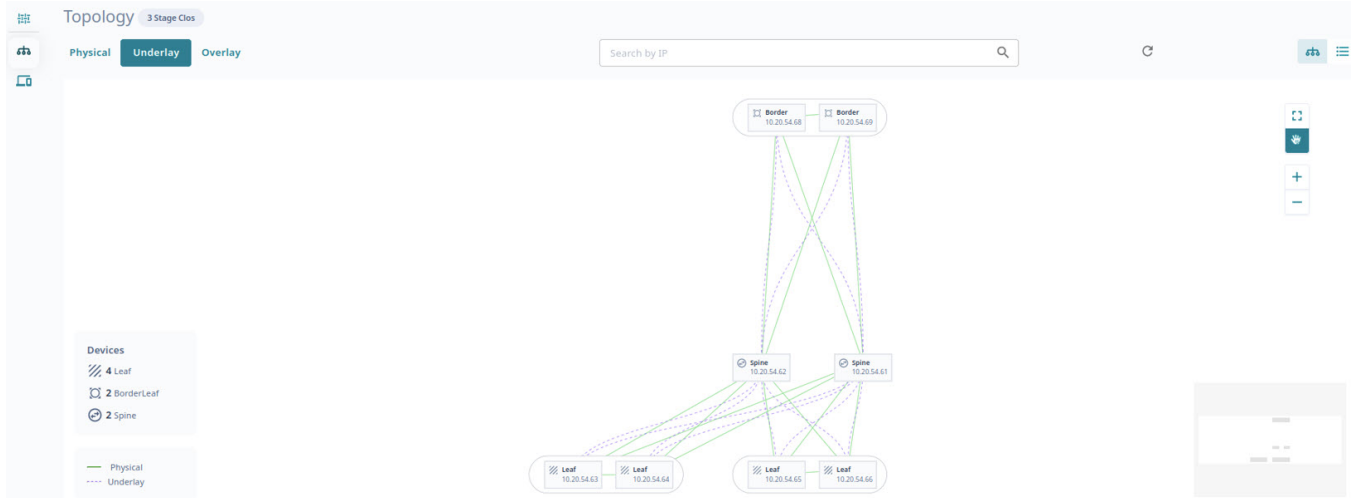 Topology 3 Stage Clos
Physical Underlay Overlay
Search by IP
Border
10.20.54.68
Border
10.20.54.69
Spine
10.20.54.62
Spine
10.20.54.61
Devices
4 Leaf
2 BorderLeaf
2 Spine
Physical
Underlay
Leaf
10.20.54.63
Leaf
10.20.54.64
Leaf
10.20.54.65
Leaf
10.20.54.66